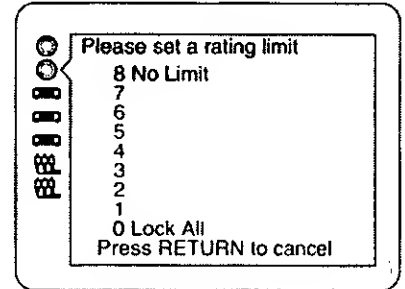 Please set a rating limit
8 No Limit
7
6
5
4
3
2
1
0 Lock All
Press RETURN to cancel